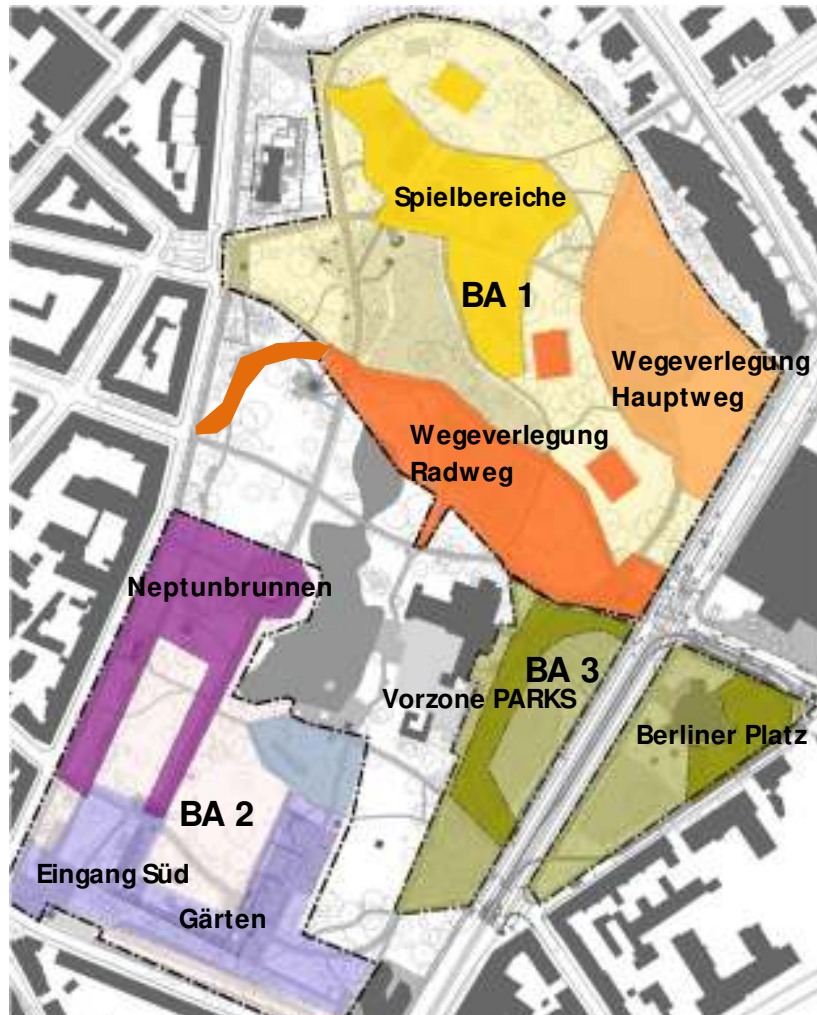 Spielbereiche
BA 1
Wegeverlegung
Hauptweg
Wegeverlegung
Radweg
Neptunbrunnen
BA 3
Vorzone PARKS
Berliner Platz
BA 2
Eingang Süd
Gärten